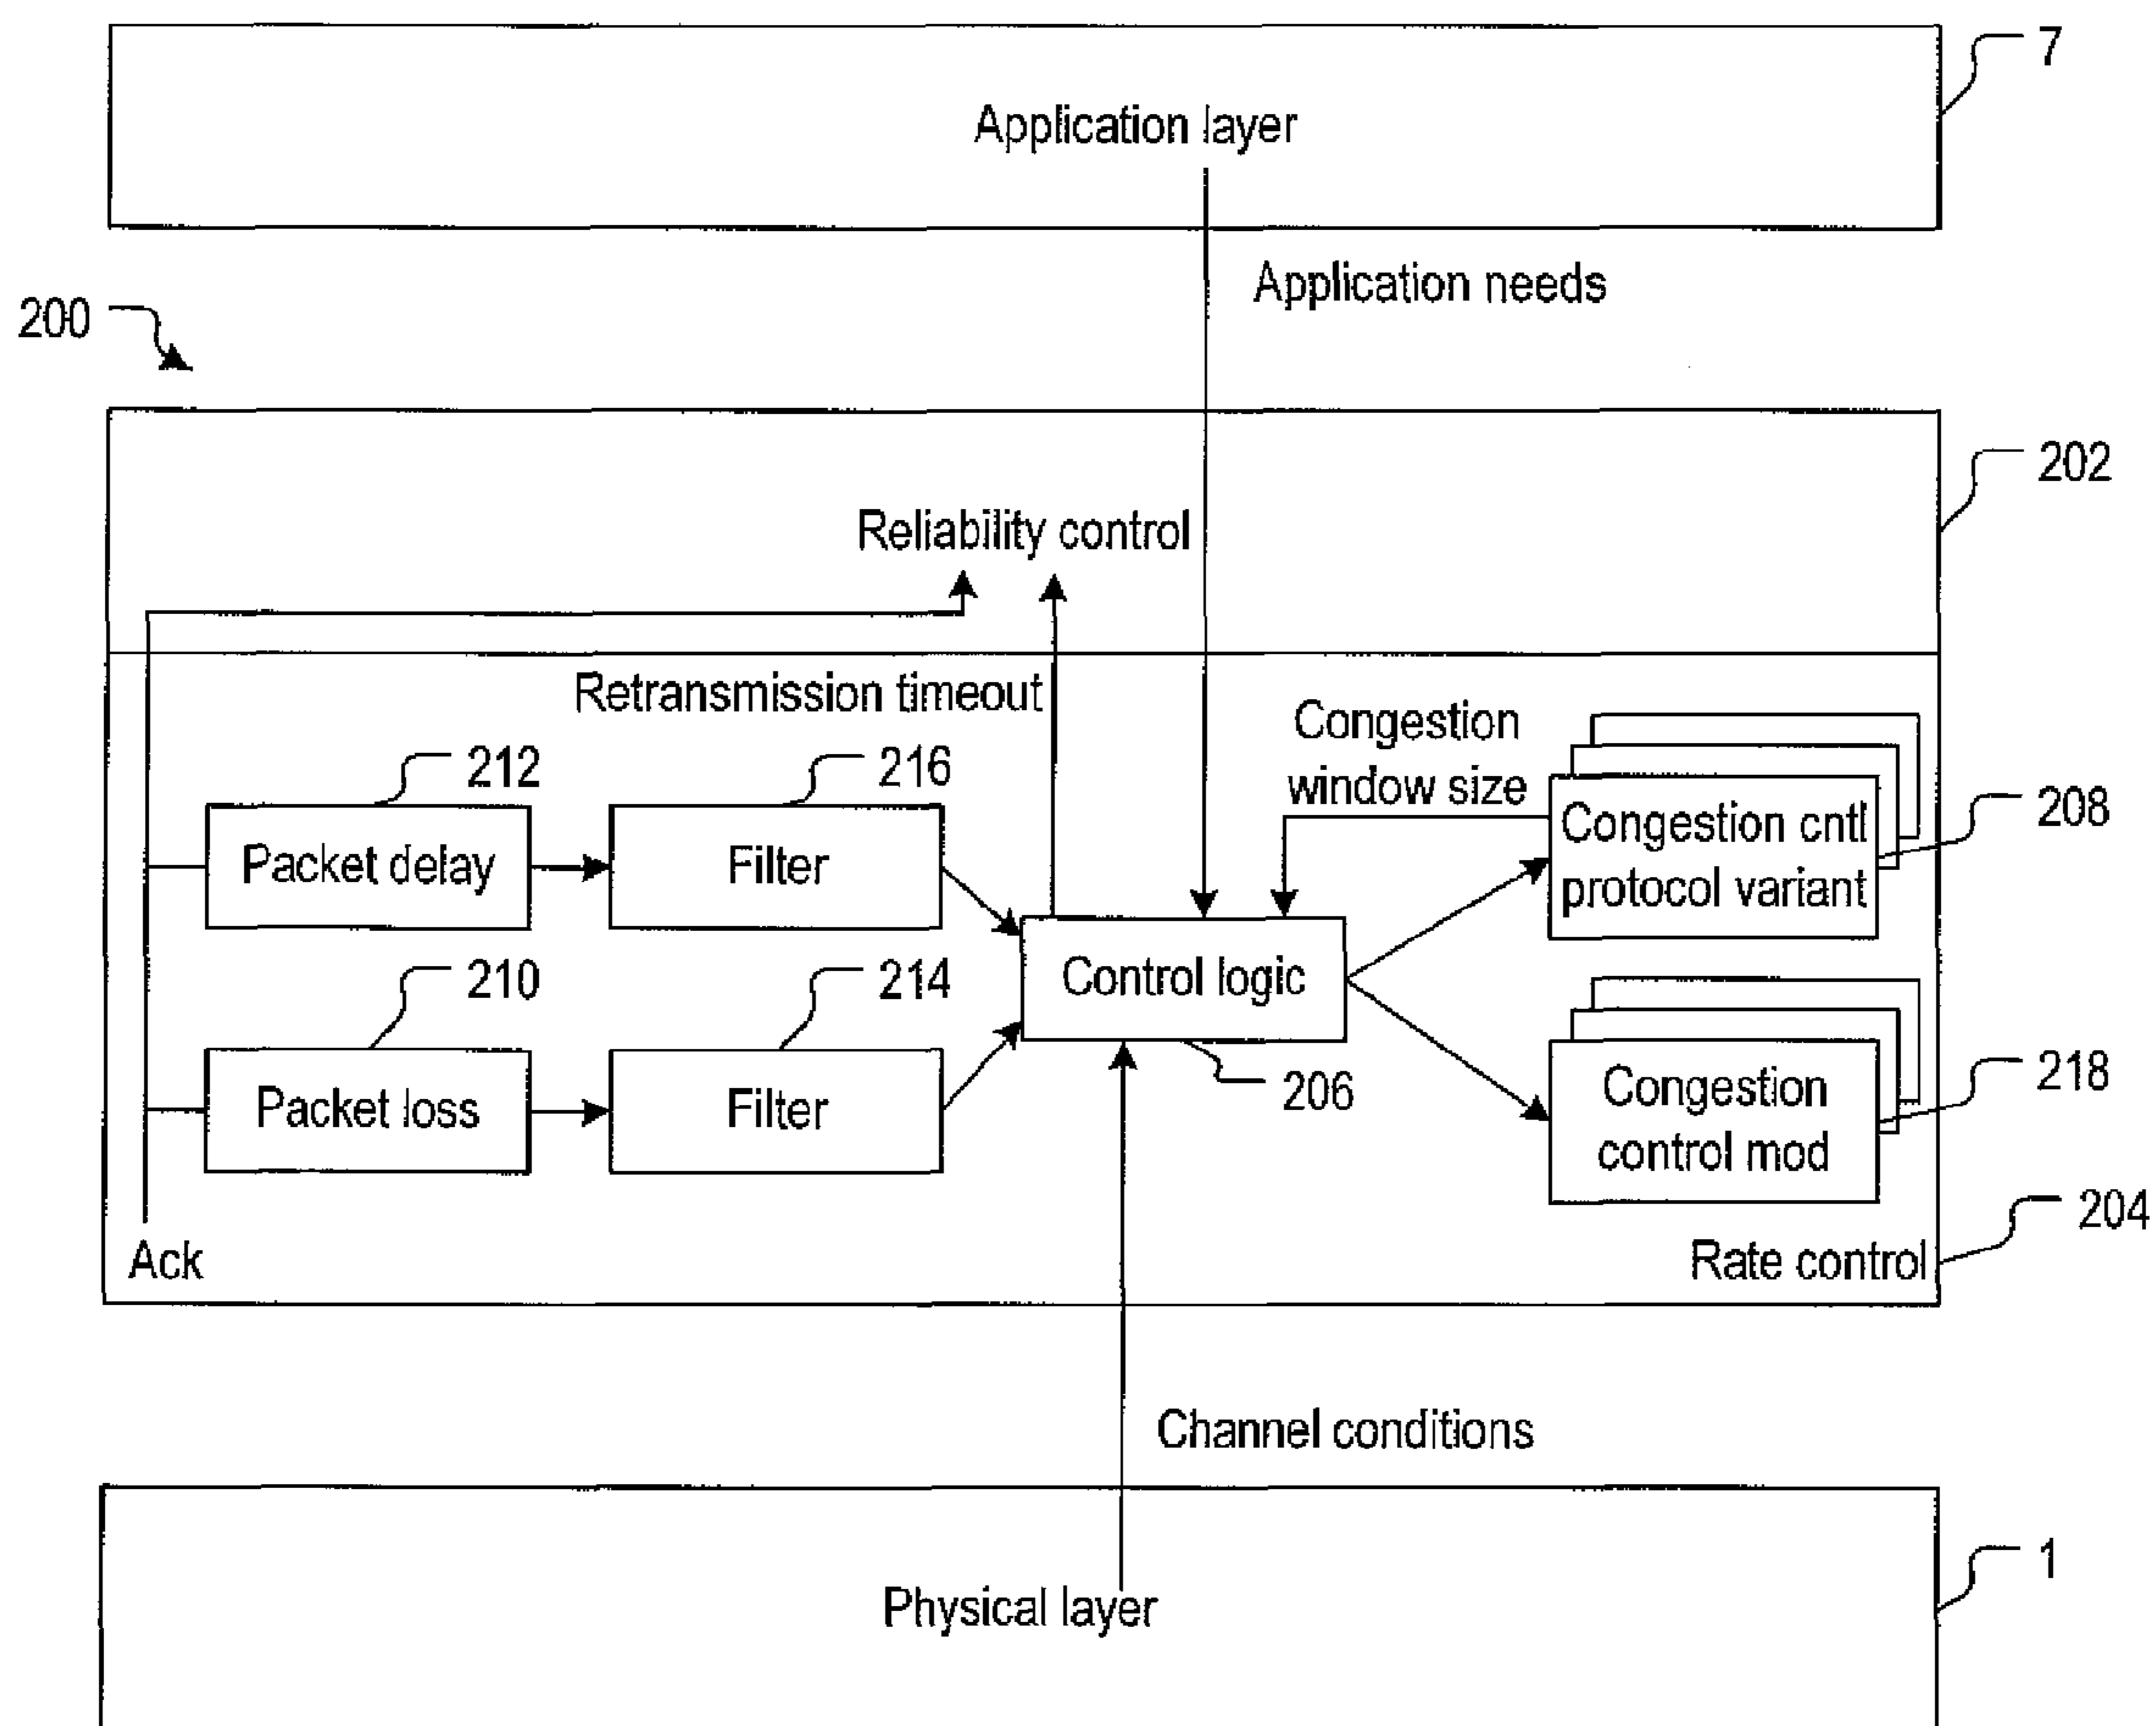 7
Application layer
Application needs
200
202
Reliability control
Retransmission timeout
Congestion
window size
212
216
208
Packet delay
Filter
Congestion cntl
protocol variant
Control logic
210
214
206
218
Packet loss
Filter
Congestion
control mod
204
Ack
Rate control
Channel conditions
1
Physical layer